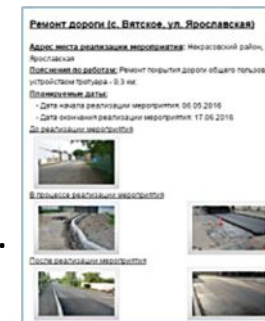 Ремонт дороги (с. Вятское, ул. Ярославская)
Адрес места реализации мероприятия: Некрасовский район,
Ярославская
Пояснения по работам: Ремонт покрытия дороги общего пользов
устройством тротуара - 0,3 км;
Планируемые даты:
- Дата начала реализации мероприятия: 06.05.2016
- Дата окончания реализации мероприятия: 17.06.2016
До реализации мероприятия
В процессе реализации мероприятия
После реализации мероприятия